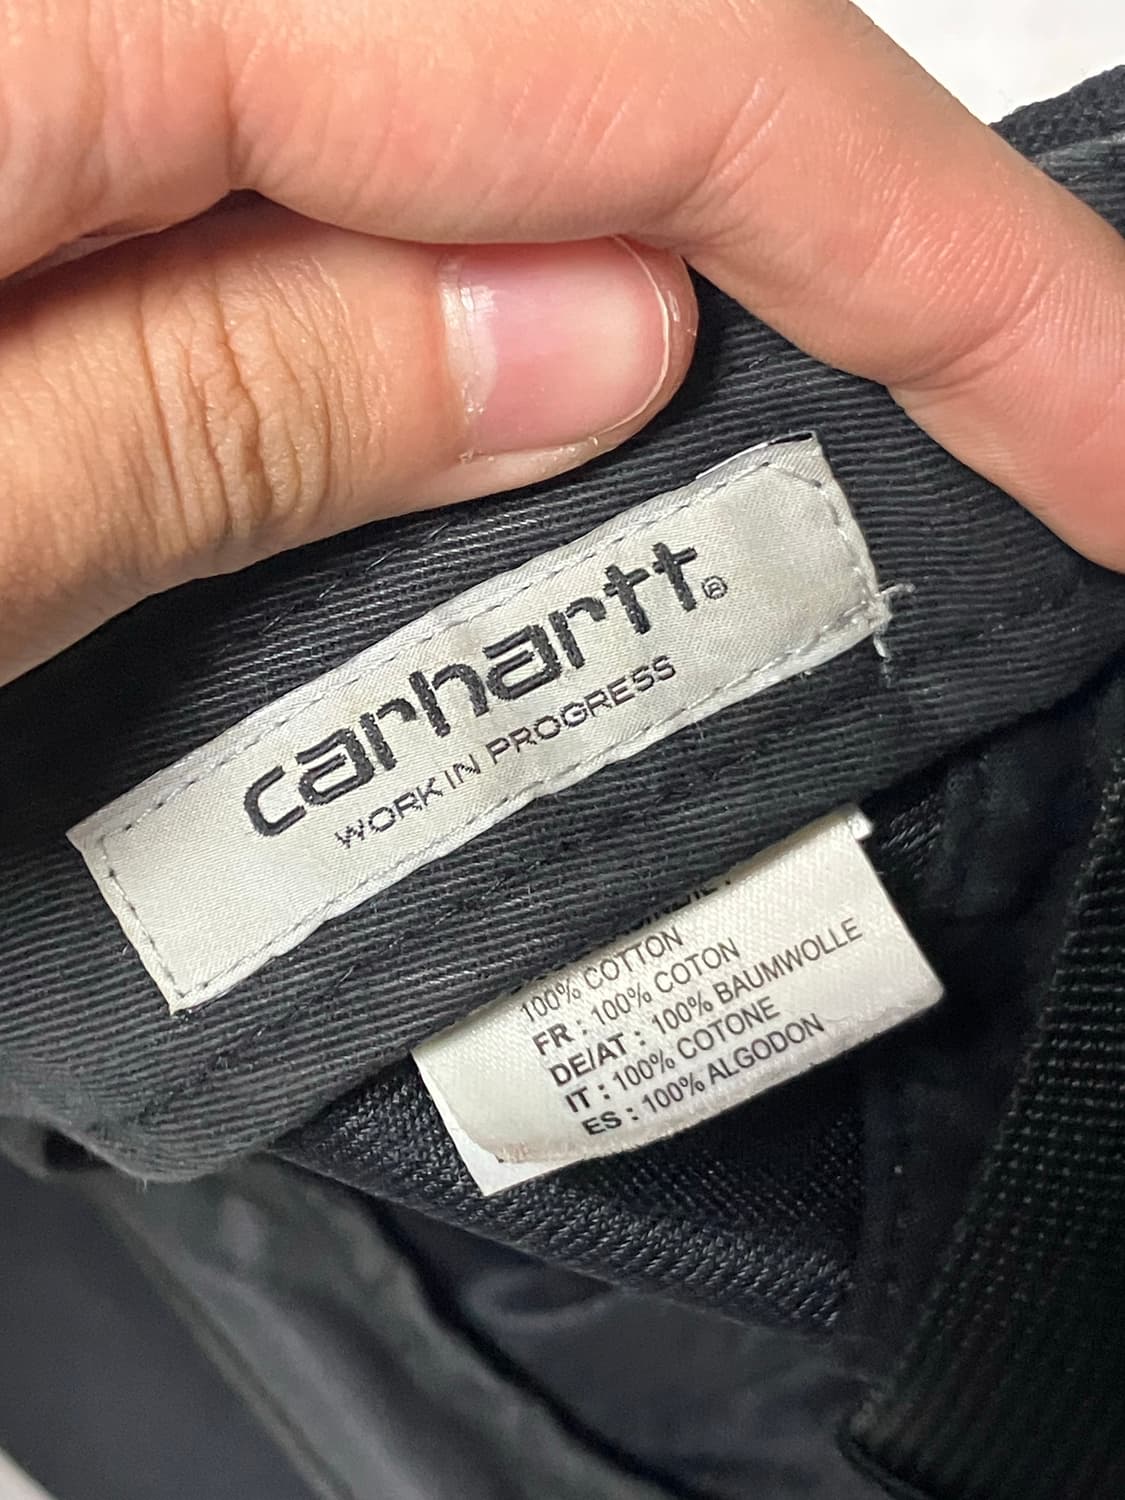 carhartt®
WORK IN PROGRESS
100% COTTON
FR : 100% COTON
DE/AT : 100% BAUMWOLLE
IT : 100% COTONE
ES : 100% ALGODON